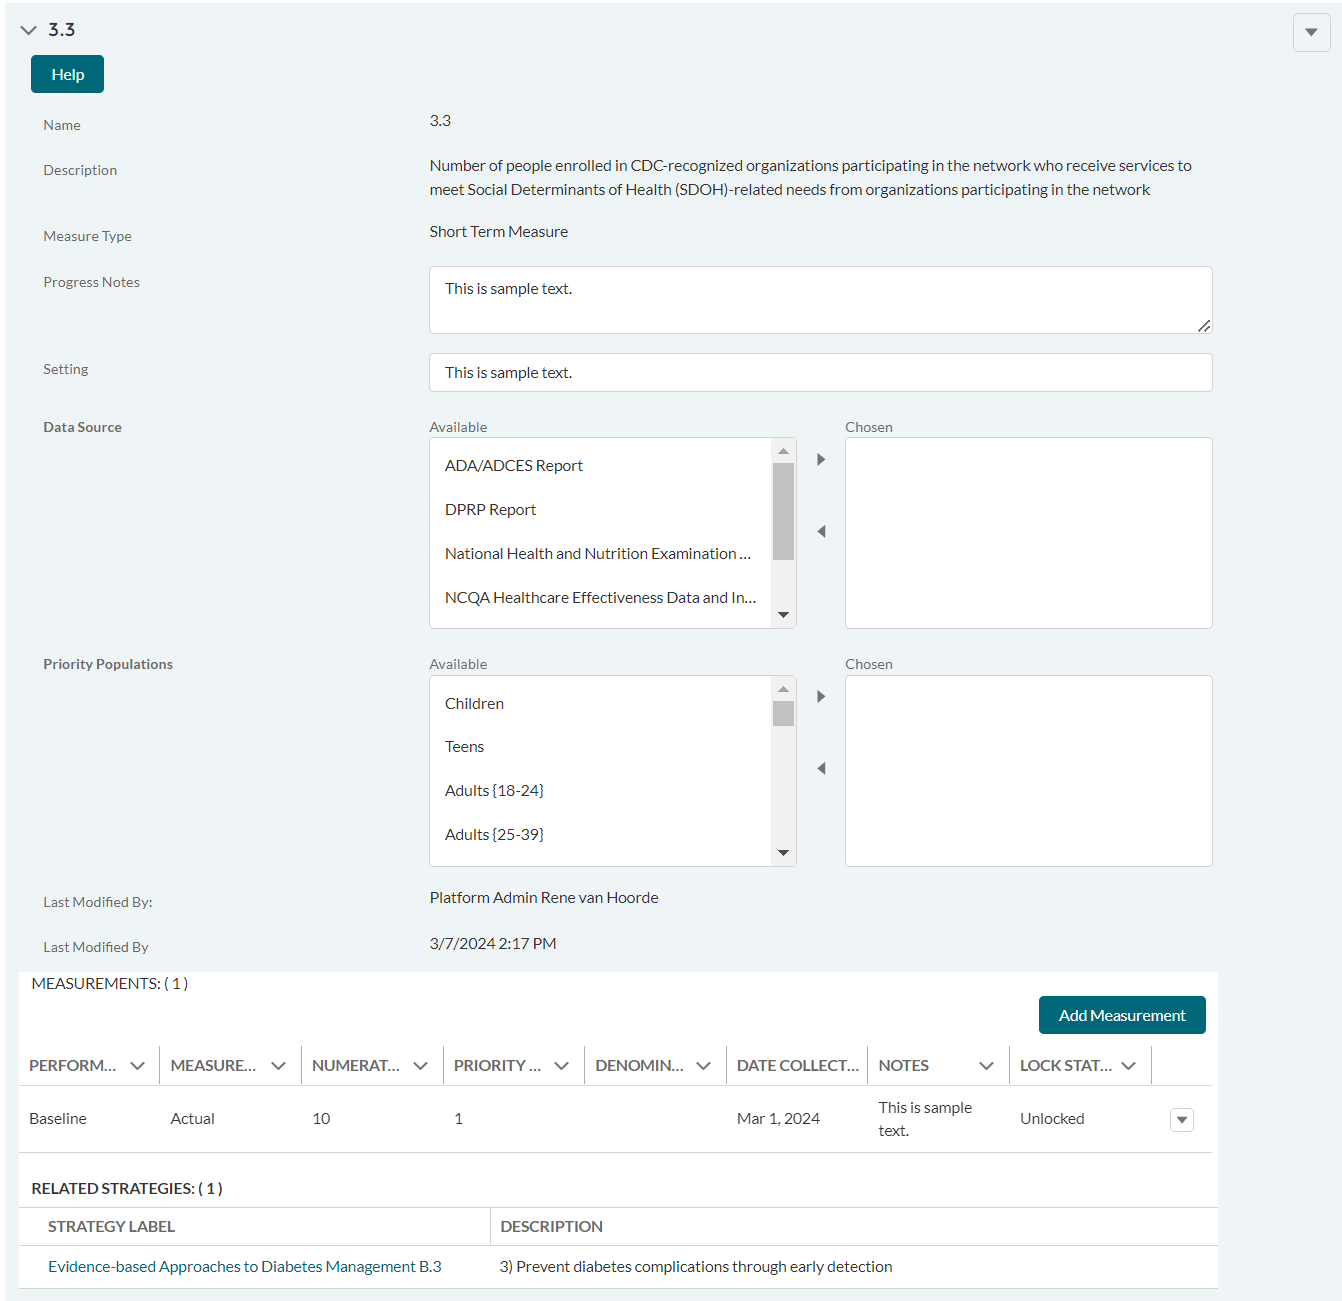 3.3
Help
Name
3.3
Description
Number of people enrolled in CDC-recognized organizations participating in the network who receive services to
meet Social Determinants of Health (SDOH)-related needs from organizations participating in the network
Measure Type
Short Term Measure
Progress Notes
This is sample text.
Setting
This is sample text.
Data Source
Available
Chosen
ADA/ADCES Report
DPRP Report
National Health and Nutrition Examination ...
NCQA Healthcare Effectiveness Data and In...
Priority Populations
Available
Chosen
Children
Teens
Adults {18-24}
Adults {25-39}
Last Modified By:
Platform Admin Rene van Hoorde
Last Modified By
3/7/2024 2:17 PM
MEASUREMENTS: ( 1 )
Add Measurement
PERFORM... MEASURE... NUMERAT... PRIORITY ... DENOMIN... DATE COLLECT... NOTES LOCK STAT...
Baseline Actual 10 1 Mar 1, 2024 This is sample
text. Unlocked
RELATED STRATEGIES: ( 1 )
STRATEGY LABEL DESCRIPTION
Evidence-based Approaches to Diabetes Management B.3 3) Prevent diabetes complications through early detection